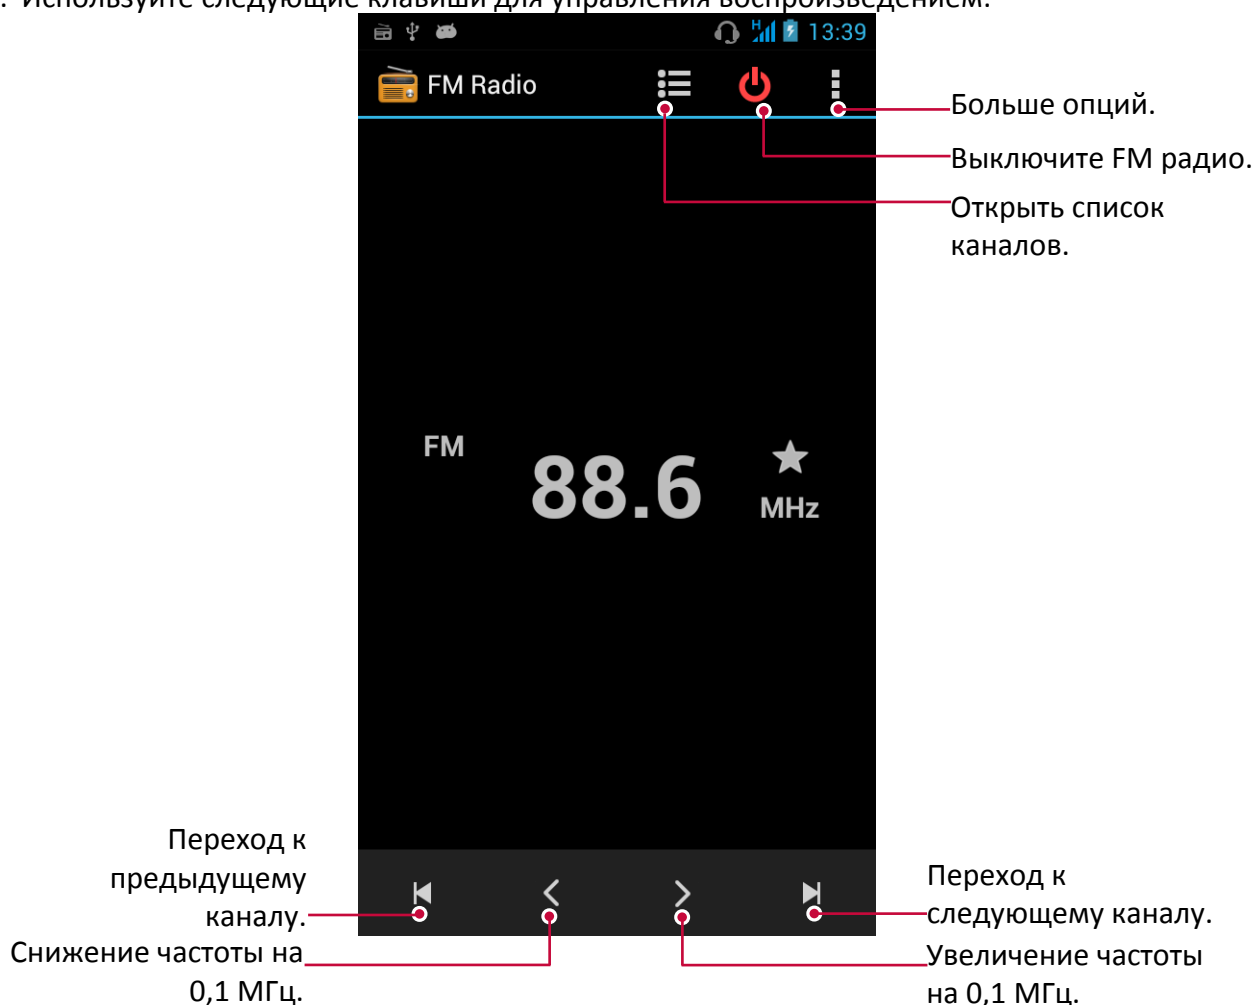 . Используйте следующие клавиши для управления воспроизведением.
H 13:39
FM Radio
Больше опций.
Выключите FM радио.
Открыть список
каналов.
FM
88.6
MHz
Переход к
предыдущему
каналу.
Снижение частоты на
0,1 МГц.
Переход к
следующему каналу.
Увеличение частоты
на 0,1 МГц.